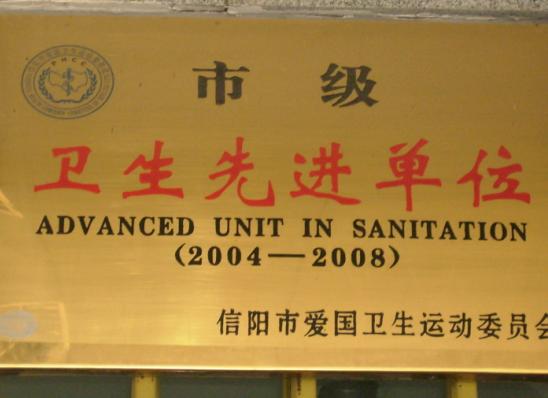 市级
卫生先进单位
ADVANCED UNIT IN SANITATION
(2004—2008)
信阳市爱国卫生运动委员会